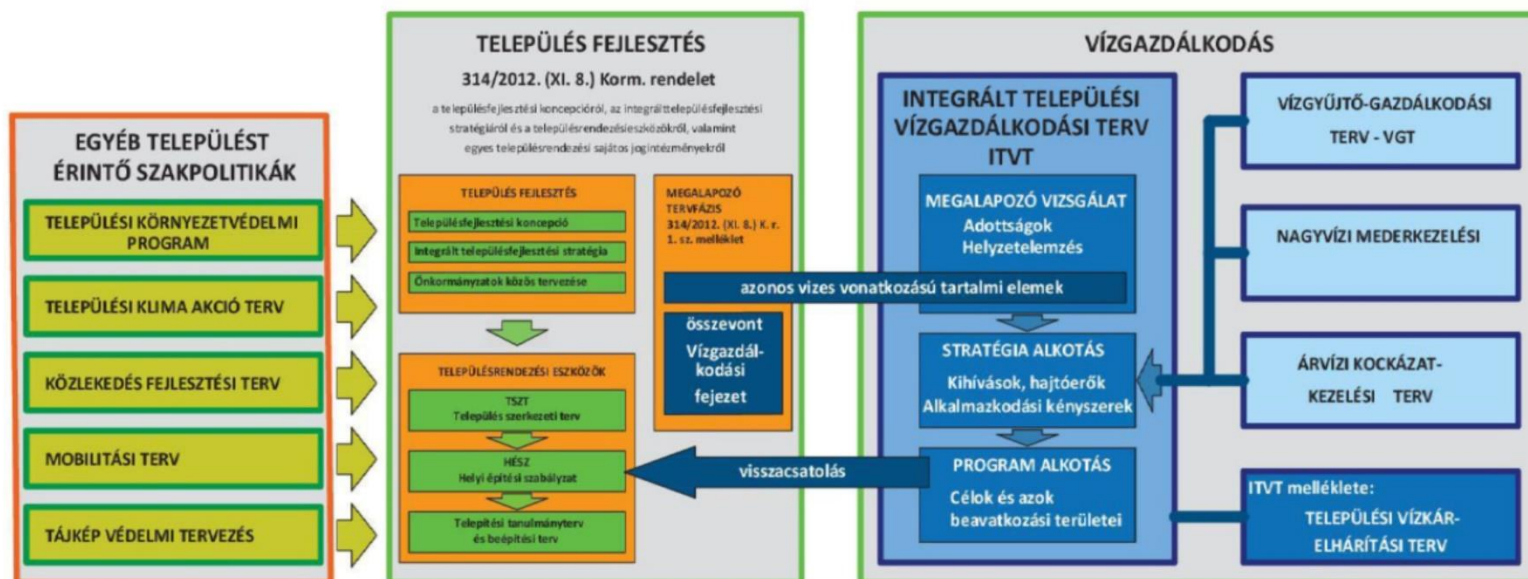 EGYÉB TELEPÜLÉST
ÉRINTŐ SZAKPOLITIKÁK
TELEPÜLÉSI KÖRNYEZETVÉDELMI
PROGRAM
TELEPÜLÉSI KLIMA AKCIÓ TERV
KÖZLEKEDÉS FEJLESZTÉSI TERV
MOBILITÁSI TERV
TÁJKÉP VÉDELMI TERVEZÉS
TELEPÜLÉS FEJLESZTÉS
314/2012. (XI. 8.) Korm. rendelet
a településfejlesztési koncepcióról, az integrálttelepülésfejlesztési
stratégiáról és a településrendezésieszközökről, valamint
egyes településrendezési sajátos jogintézményekről
TELEPÜLÉS FEJLESZTÉS
Településfejlesztési koncepció
Integrált településfejlesztési stratégia
Önkormányzatok közös tervezése
TELEPÜLÉSRENDEZÉSI ESZKÖZÖK
TSZT
Település szerkezeti terv
HÉSZ
Helyi építési szabályzat
Telepítési tanulmányterv
és beépítési terv
MEGALAPOZÓ
TERVFÁZIS
314/2012. (XI. 8.) K. r.
1. sz. melléklet
azonos vizes vonatkozású tartalmi elemek
összevont
Vízgazdál-
kodási
fejezet
visszacsatolás
VÍZGAZDÁLKODÁS
INTEGRÁLT TELEPÜLÉSI
VÍZGAZDÁLKODÁSI TERV
ITVT
MEGALAPOZÓ VIZSGÁLAT
Adottságok
Helyzetelemzés
STRATÉGIA ALKOTÁS
Kihívások, hajtóerők
Alkalmazkodási kényszerek
PROGRAM ALKOTÁS
Célok és azok
beavatkozási területei
VÍZGYŰJTŐ-GAZDÁLKODÁSI
TERV - VGT
NAGYVÍZI MEDERKEZELÉSI
ÁRVÍZI KOCKÁZAT-
KEZELÉSI TERV
ITVT melléklete:
TELEPÜLÉSI VÍZKÁR-
ELHÁRÍTÁSI TERV